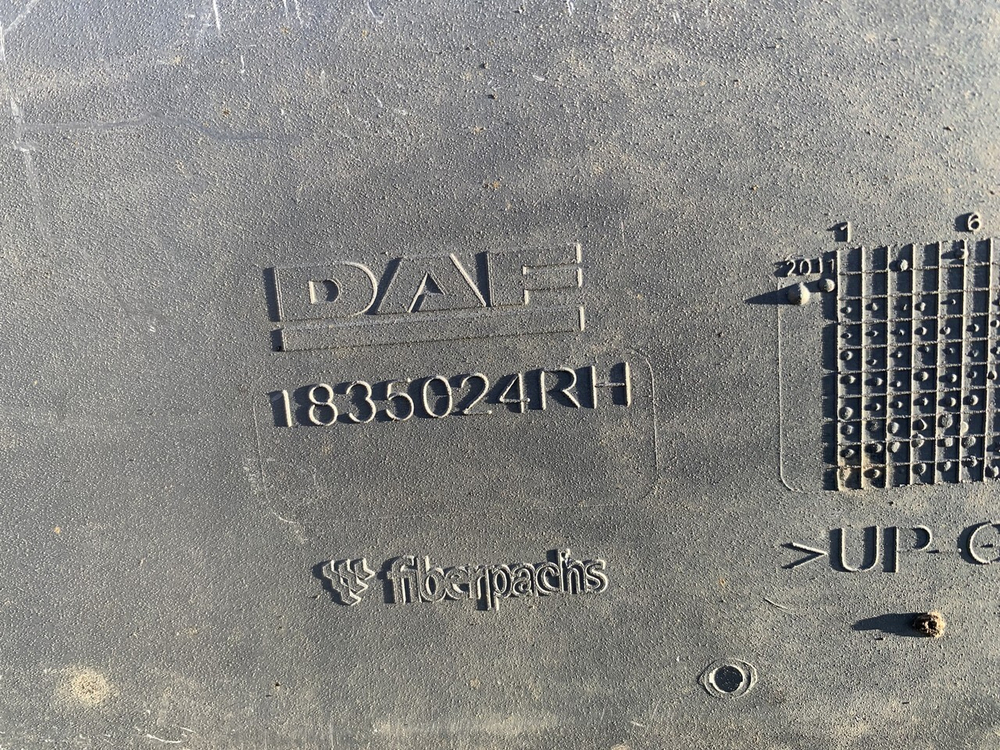 DAF
1835024RH
fiberpachs
1 6
2011
>UP-G